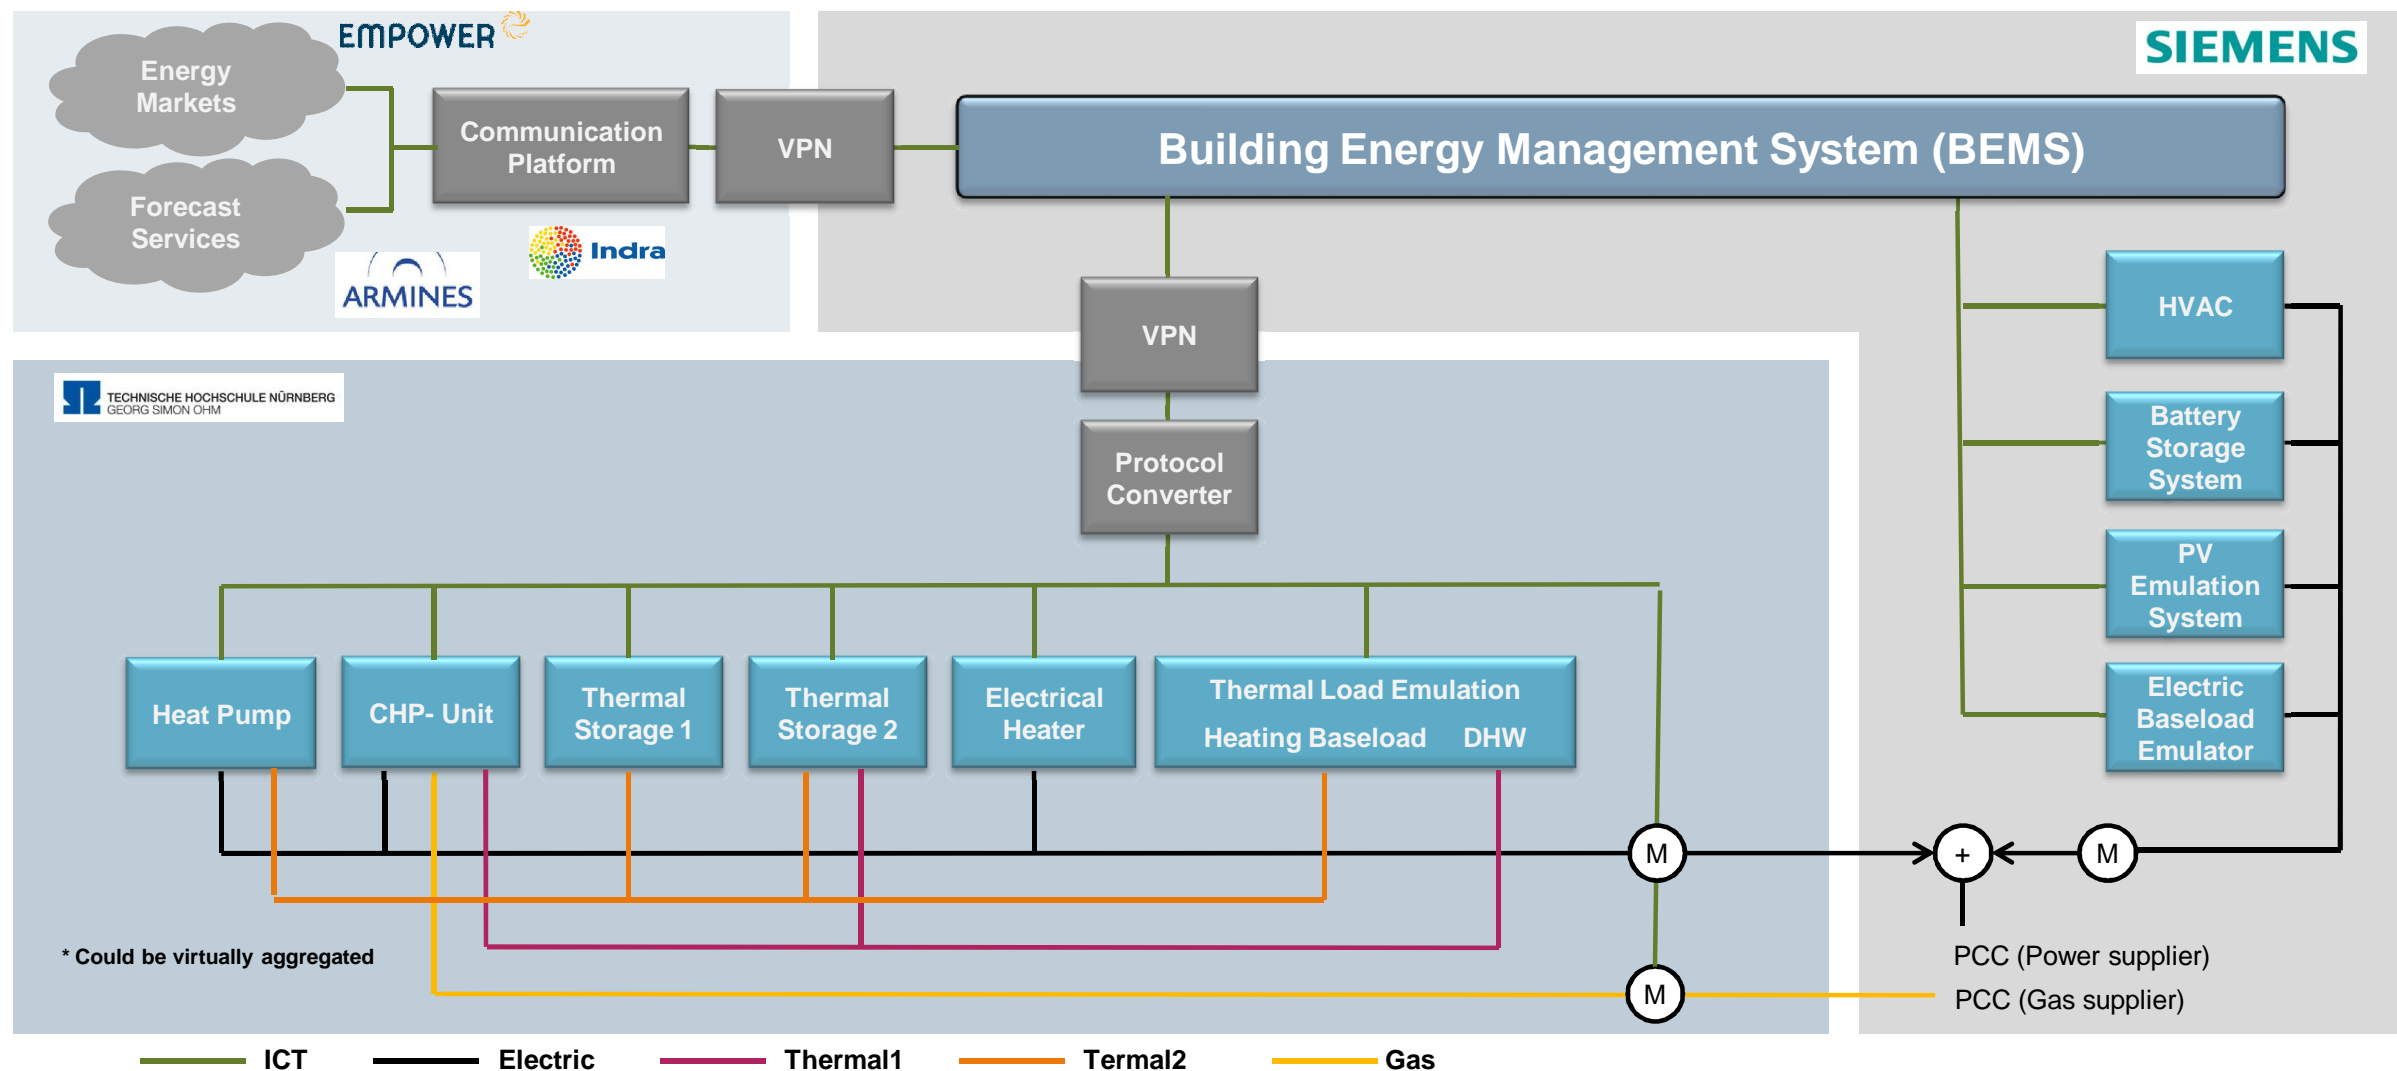 EMPOWER
SIEMENS
Energy
Markets
Communication
Platform
VPN
Building Energy Management System (BEMS)
Forecast
Services
Indra
ARMINES
HVAC
VPN
TECHNISCHE HOCHSCHULE NÜRNBERG
GEORG SIMON OHM
Battery
Storage
System
Protocol
Converter
PV
Emulation
System
Heat Pump
CHP- Unit
Thermal
Storage 1
Thermal
Storage 2
Electrical
Heater
Thermal Load Emulation
Heating Baseload DHW
Electric
Baseload
Emulator
M
+
M
* Could be virtually aggregated
PCC (Power supplier)
M
PCC (Gas supplier)
ICT
Electric
Thermal1
Termal2
Gas